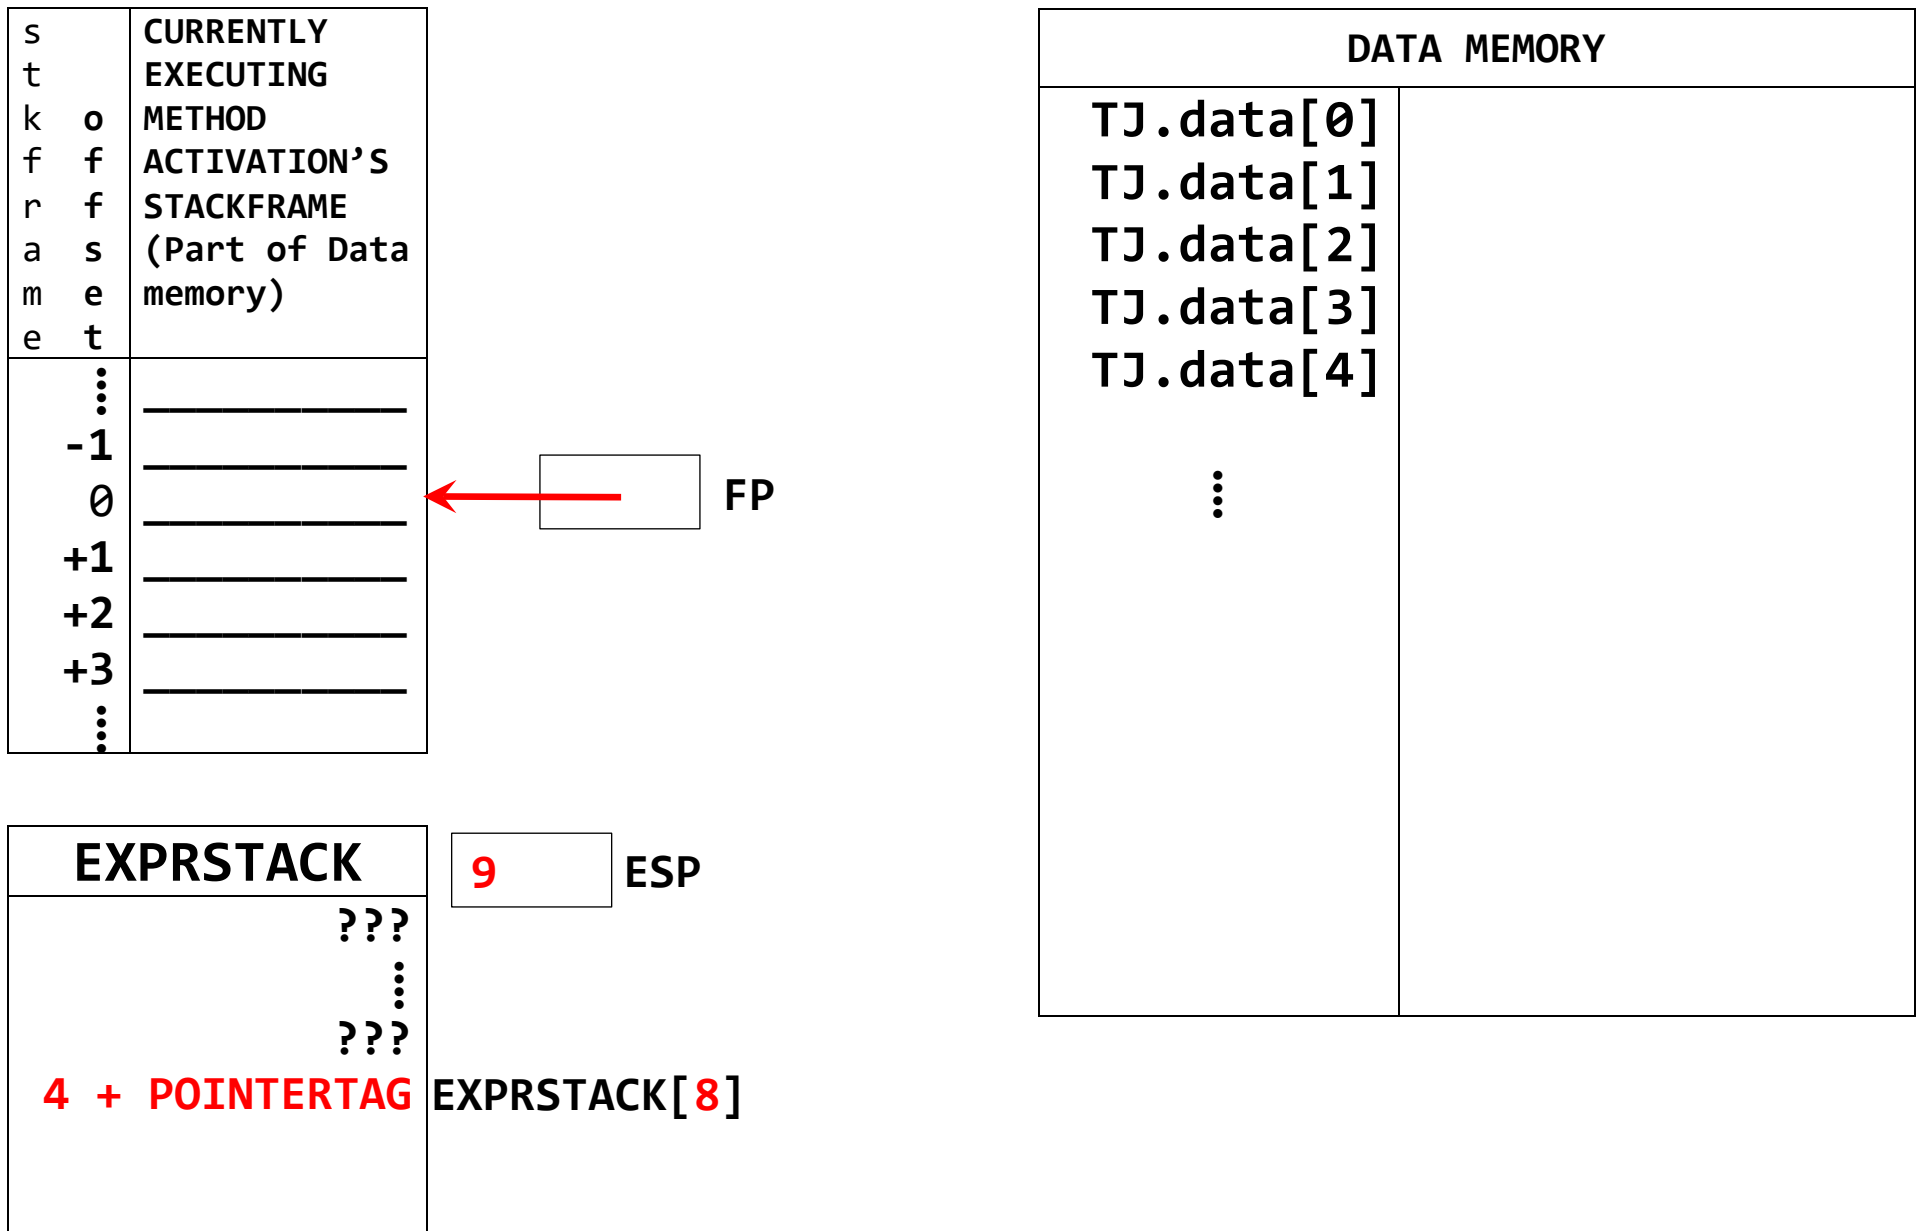 s CURRENTLY
t EXECUTING
k o METHOD
f f ACTIVATION’S
r f STACKFRAME
a s (Part of Data
m e memory)
e t
-1
0
+1
+2
+3
FP
DATA MEMORY
TJ.data[0]
TJ.data[1]
TJ.data[2]
TJ.data[3]
TJ.data[4]
EXPRSTACK
9 ESP
???
???
4 + POINTERTAG EXPRSTACK[8]